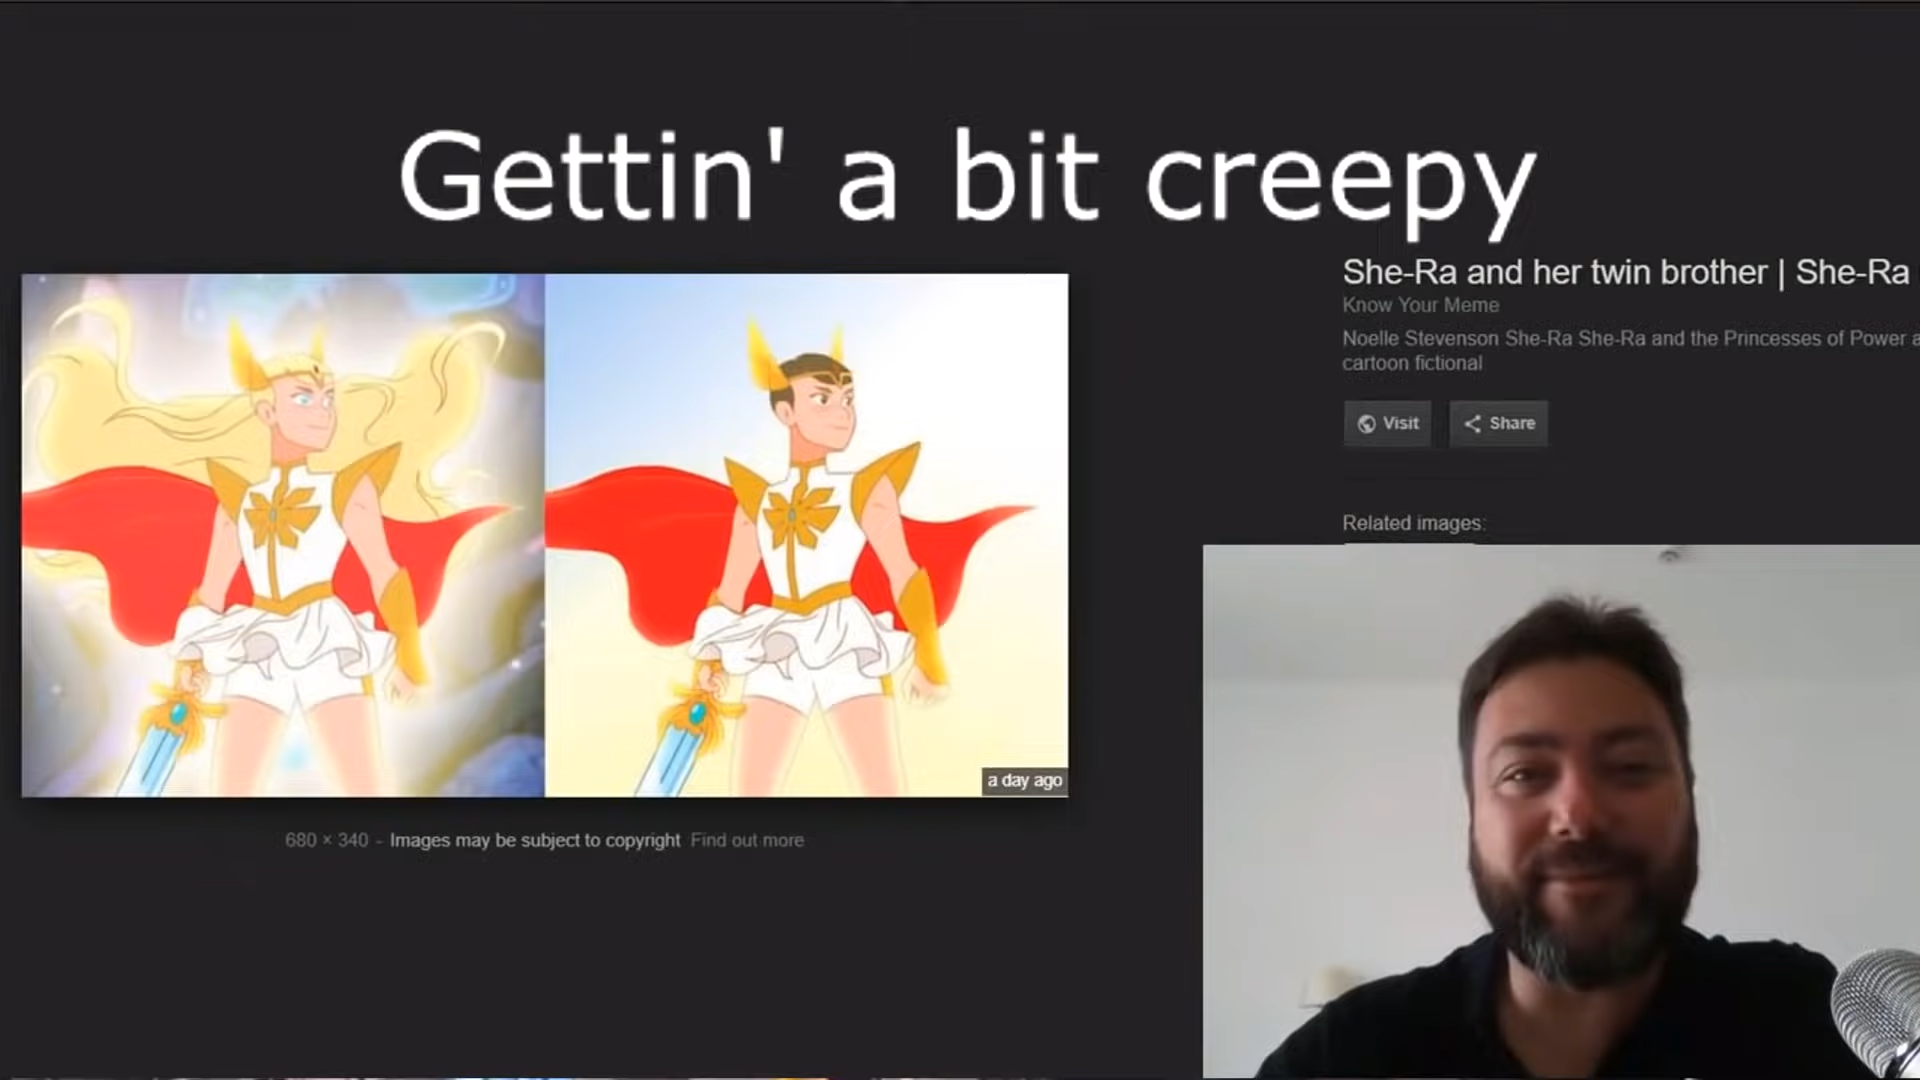 Gettin' a bit creepy
She-Ra and her twin brother | She-Ra
Know Your Meme
Noelle Stevenson She-Ra She-Ra and the Princesses of Power a
cartoon fictional
Visit
Share
Related images:
a day ago
680 × 340 - Images may be subject to copyright Find out more